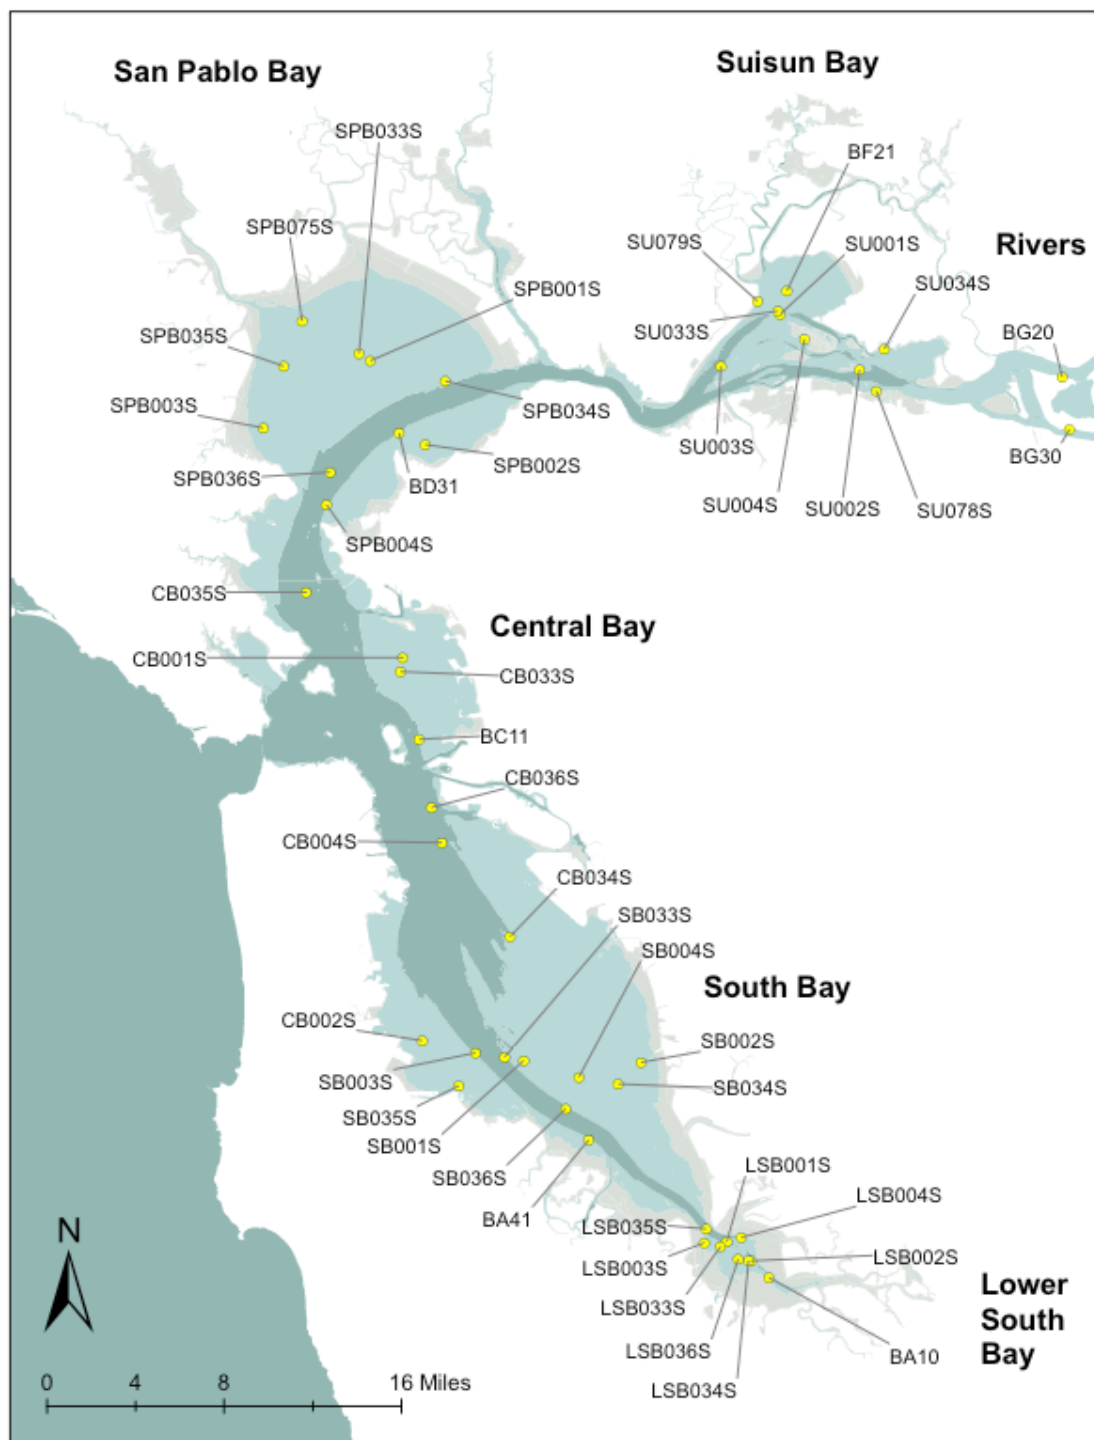 San Pablo Bay
Suisun Bay
SPB033S
BF21
SPB075S
SU079S
SU001S
Rivers
SPB001S
SU034S
SPB035S
SU033S
BG20
SPB003S
SPB034S
SU003S
SPB002S
BG30
SPB036S
BD31
SU004S
SU002S
SU078S
SPB004S
CB035S
Central Bay
CB001S
CB033S
BC11
CB036S
CB004S
CB034S
SB033S
SB004S
South Bay
CB002S
SB002S
SB003S
SB034S
SB035S
SB001S
SB036S
LSB001S
LSB004S
BA41
LSB035S
LSB002S
LSB003S
Lower
South
Bay
LSB033S
LSB036S
BA10
LSB034S
N
0 4 8 16 Miles